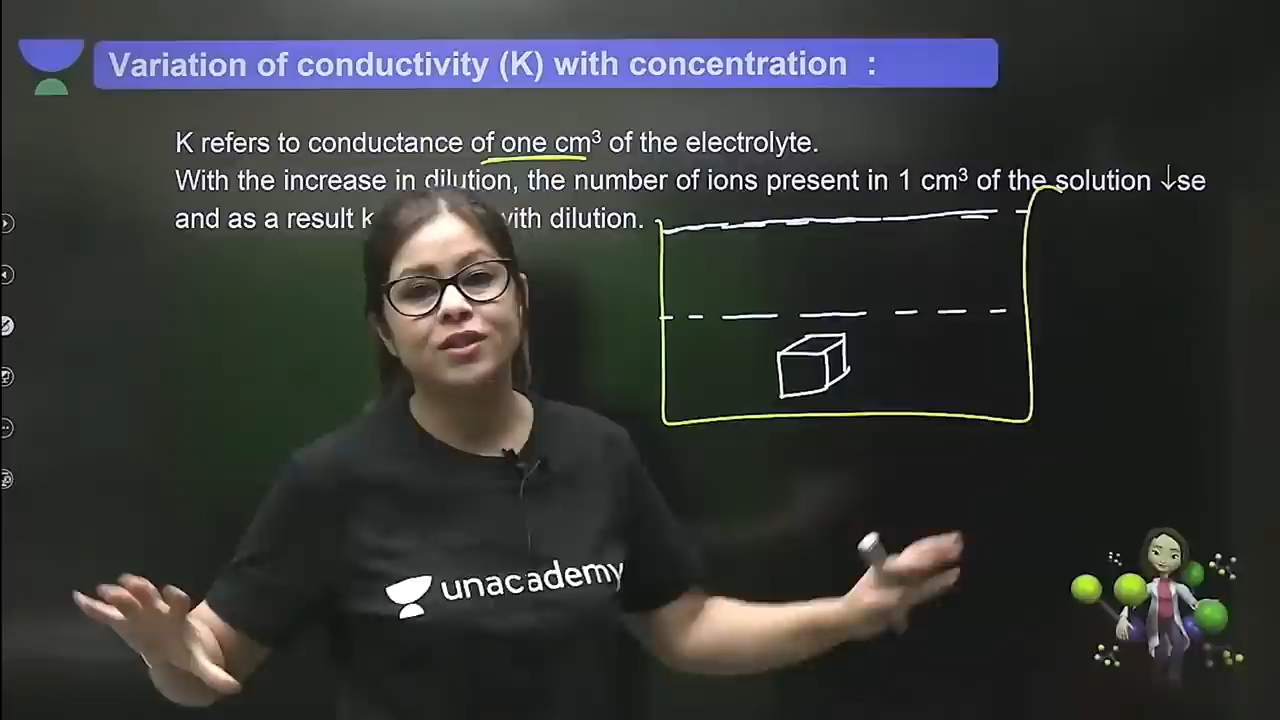 Variation of conductivity (K) with concentration :
K refers to conductance of one cm³ of the electrolyte.
With the increase in dilution, the number of ions present in 1 cm³ of the solution ↓se
and as a result k with dilution.
unacademy